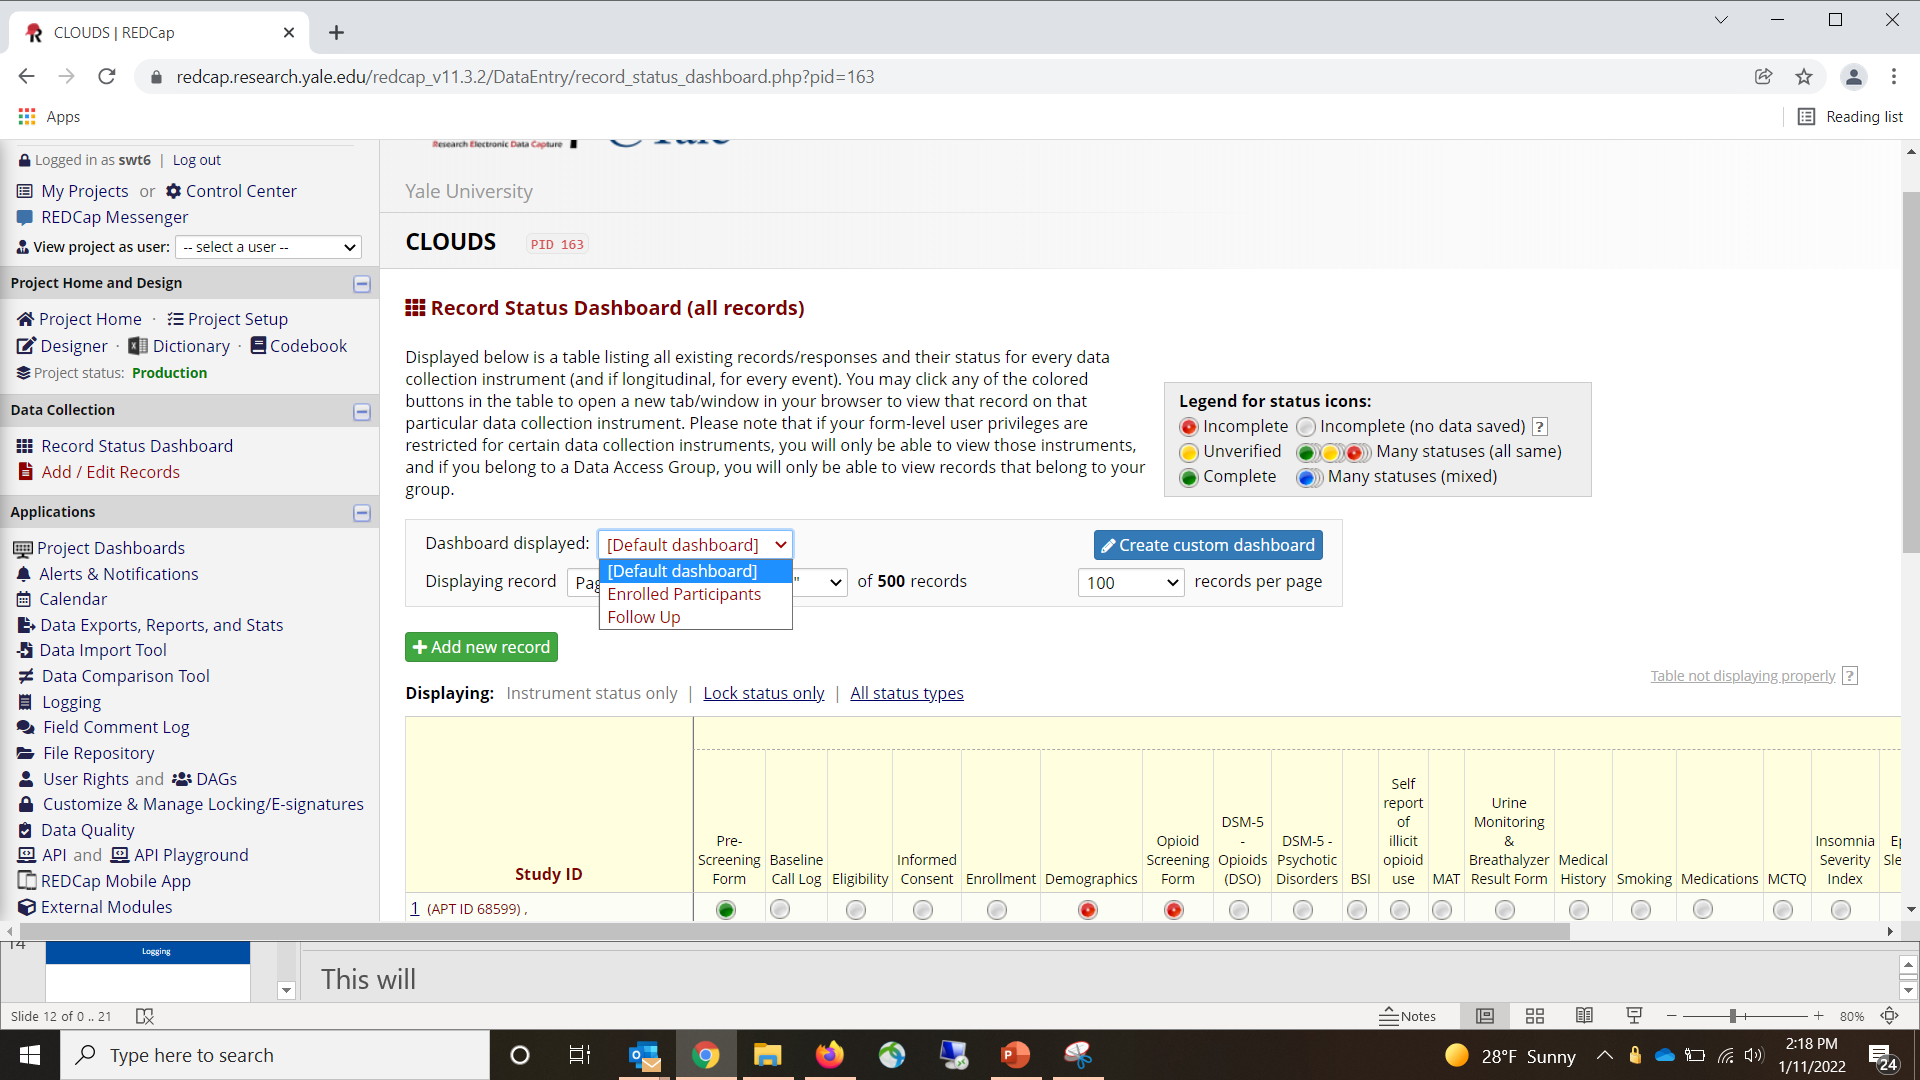 CLOUDS | REDCap
redcap.research.yale.edu/redcap_v11.3.2/DataEntry/record_status_dashboard.php?pid=163
Apps
Reading list
Logged in as swt6 | Log out
My Projects or Control Center
REDCap Messenger
View project as user: -- select a user --
Project Home and Design
Project Home · Project Setup
Designer · Dictionary · Codebook
Project status: Production
Data Collection
Record Status Dashboard
Add / Edit Records
Applications
Project Dashboards
Alerts & Notifications
Calendar
Data Exports, Reports, and Stats
Data Import Tool
Data Comparison Tool
Logging
Field Comment Log
File Repository
User Rights and DAGs
Customize & Manage Locking/E-signatures
Data Quality
API and API Playground
REDCap Mobile App
External Modules
Research Electronic Data Capture
Yale University
CLOUDS PID 163
Record Status Dashboard (all records)
Displayed below is a table listing all existing records/responses and their status for every data
collection instrument (and if longitudinal, for every event). You may click any of the colored
buttons in the table to open a new tab/window in your browser to view that record on that
particular data collection instrument. Please note that if your form-level user privileges are
restricted for certain data collection instruments, you will only be able to view those instruments,
and if you belong to a Data Access Group, you will only be able to view records that belong to your
group.
Legend for status icons:
Incomplete Incomplete (no data saved) ?
Unverified Many statuses (all same)
Complete Many statuses (mixed)
Dashboard displayed: [Default dashboard]
Create custom dashboard
[Default dashboard]
Enrolled Participants
Follow Up
Displaying record Pag " of 500 records
100 records per page
Add new record
Table not displaying properly ?
Displaying: Instrument status only | Lock status only | All status types
Study ID
Pre-
Screening
Form
Baseline
Call Log
Eligibility
Informed
Consent
Enrollment
Demographics
Opioid
Screening
Form
DSM-5
-
Opioids
(DSO)
DSM-5 -
Psychotic
Disorders
BSI
Self
report
of
illicit
opioid
use
MAT
Urine
Monitoring
&
Breathalyzer
Result Form
Medical
History
Smoking
Medications
MCTQ
Insomnia
Severity
Index
Ep
Sle
1 (APT ID 68599) ,
14
Logging
This will
Slide 12 of 0 .. 21
Notes
80%
Type here to search
28°F Sunny
2:18 PM
1/11/2022
24